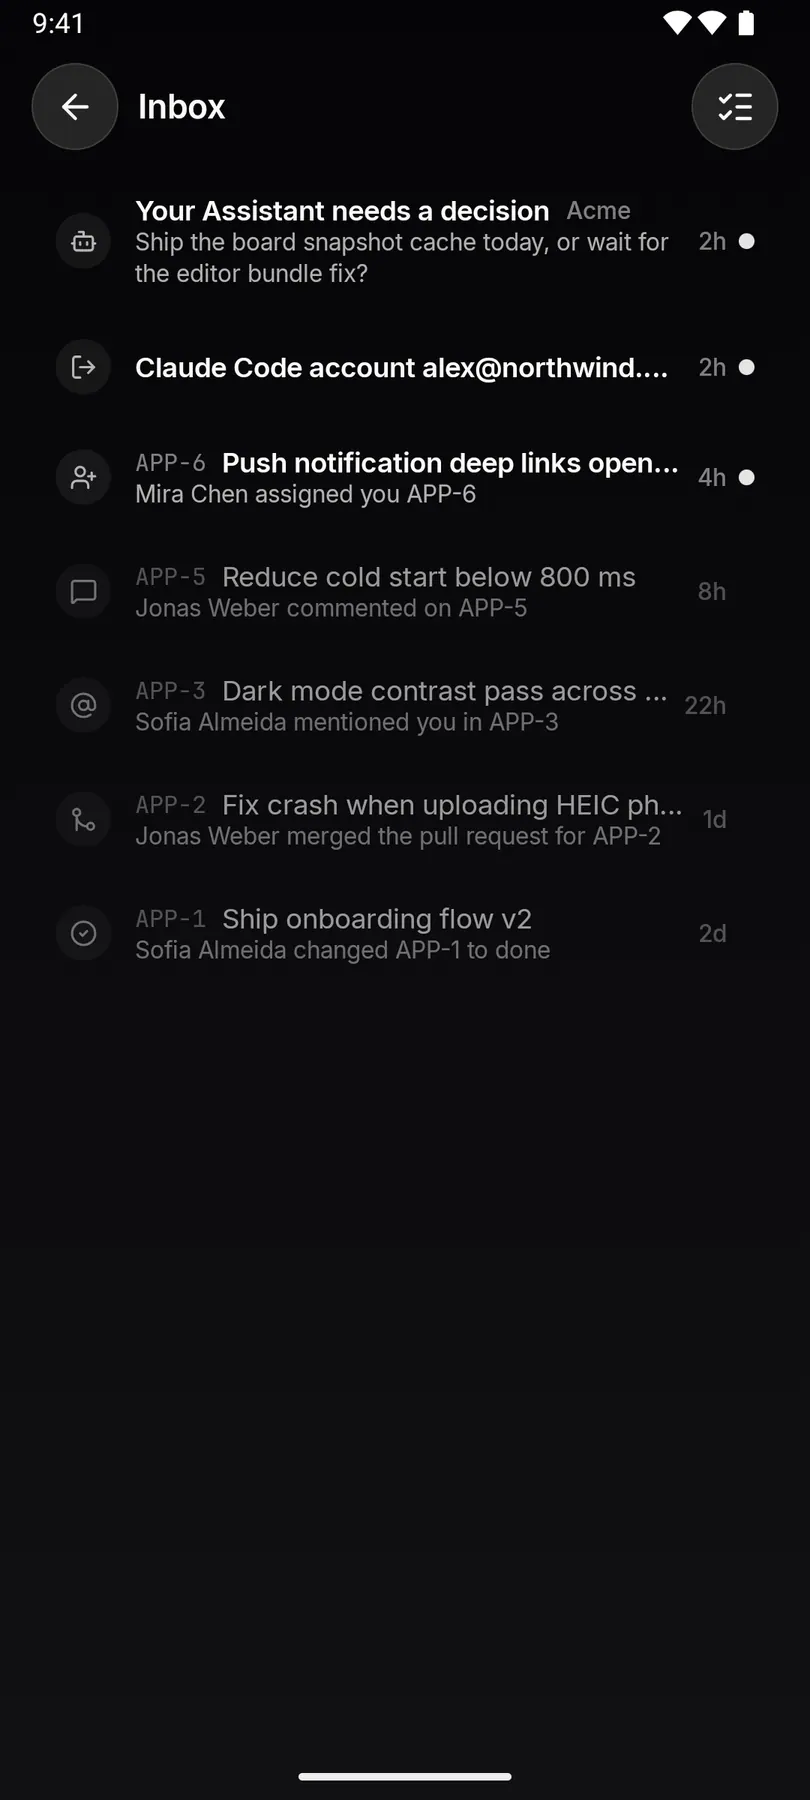 9:41
Inbox
Your Assistant needs a decision Acme
Ship the board snapshot cache today, or wait for
the editor bundle fix?
2h
Claude Code account alex@northwind.... 2h
APP-6 Push notification deep links open...
Mira Chen assigned you APP-6
4h
APP-5 Reduce cold start below 800 ms
Jonas Weber commented on APP-5
8h
APP-3 Dark mode contrast pass across ...
Sofia Almeida mentioned you in APP-3
22h
APP-2 Fix crash when uploading HEIC ph...
Jonas Weber merged the pull request for APP-2
1d
APP-1 Ship onboarding flow v2
Sofia Almeida changed APP-1 to done
2d